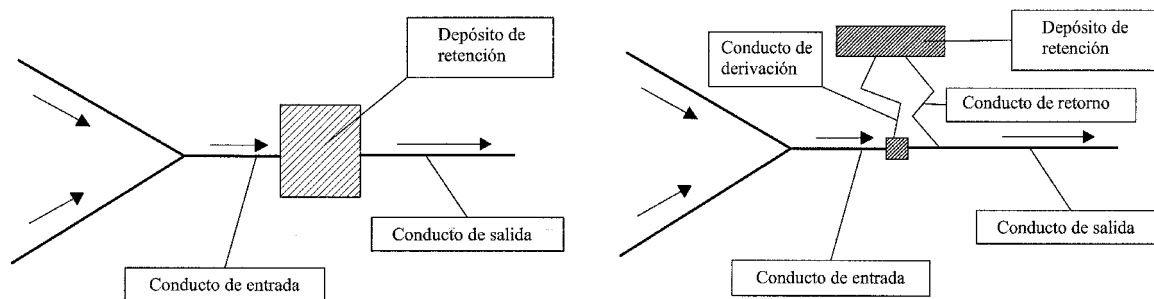 Depósito de
retención
Conducto de salida
Conducto de entrada
Depósito de
retención
Conducto de
derivación
Conducto de retorno
Conducto de salida
Conducto de entrada